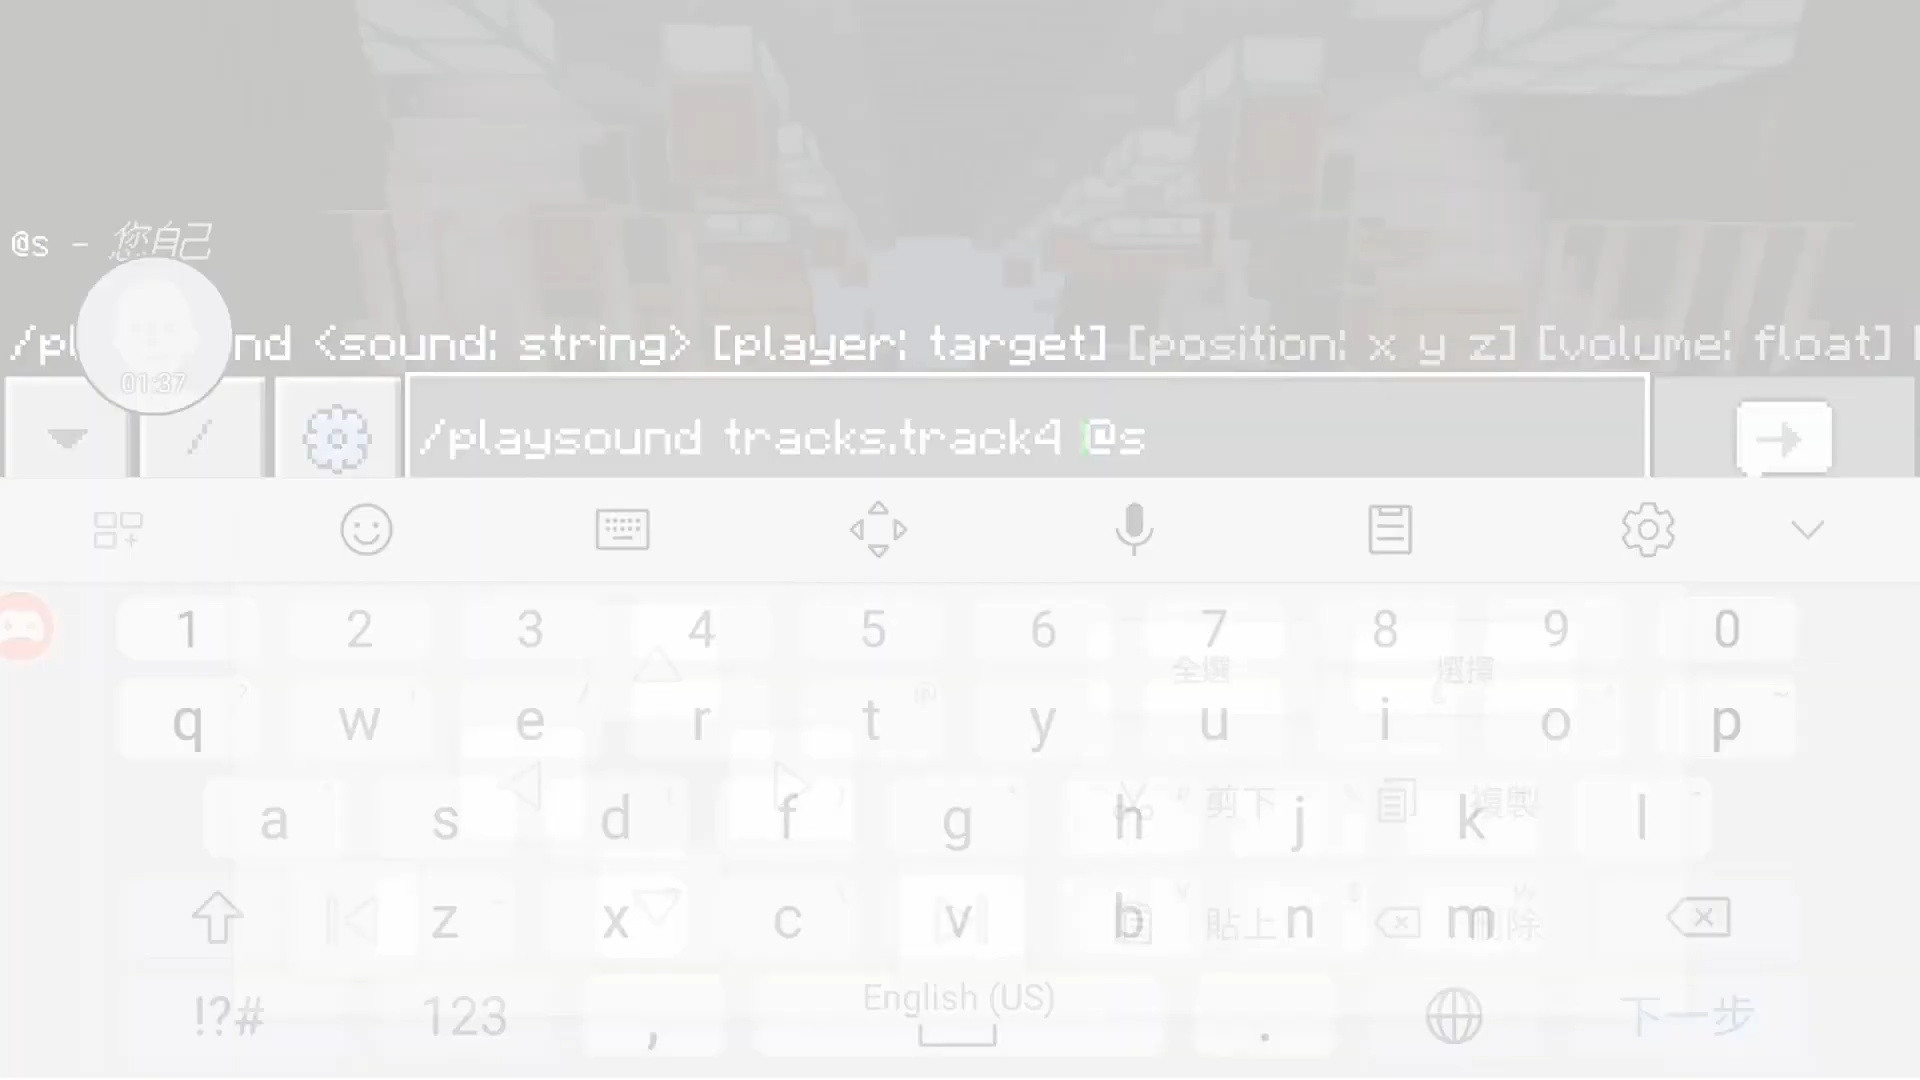 @s - 您自己
/pl nd <sound: string> [player: target] [position: x y z] [volume: float] [
01:37
/ /playsound tracks.track4 @s
1 2 3 4 5 6 7 8 9 0
全選 選擇
q w e r t y u i o p
a s d f g h j k l
剪下 複製
z x c v b n m
貼上 刪除
!?# 123 , English (US) . 下一步